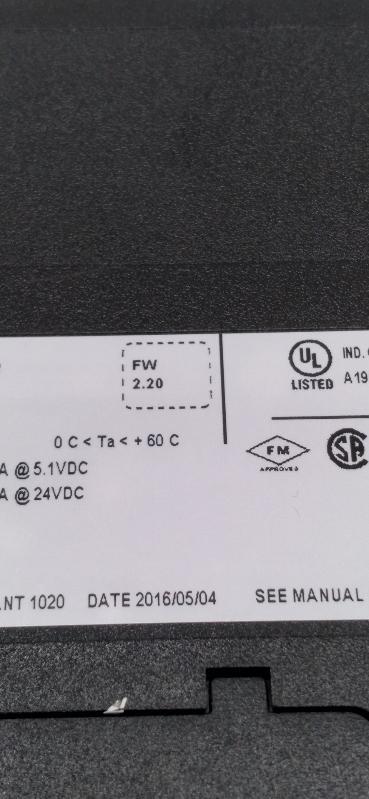 FW
2.20
UL
LISTED
IND.
A19
0 C < Ta < + 60 C
A @ 5.1VDC
A @ 24VDC
FM
APPROVED
SA
NT 1020 DATE 2016/05/04 SEE MANUAL